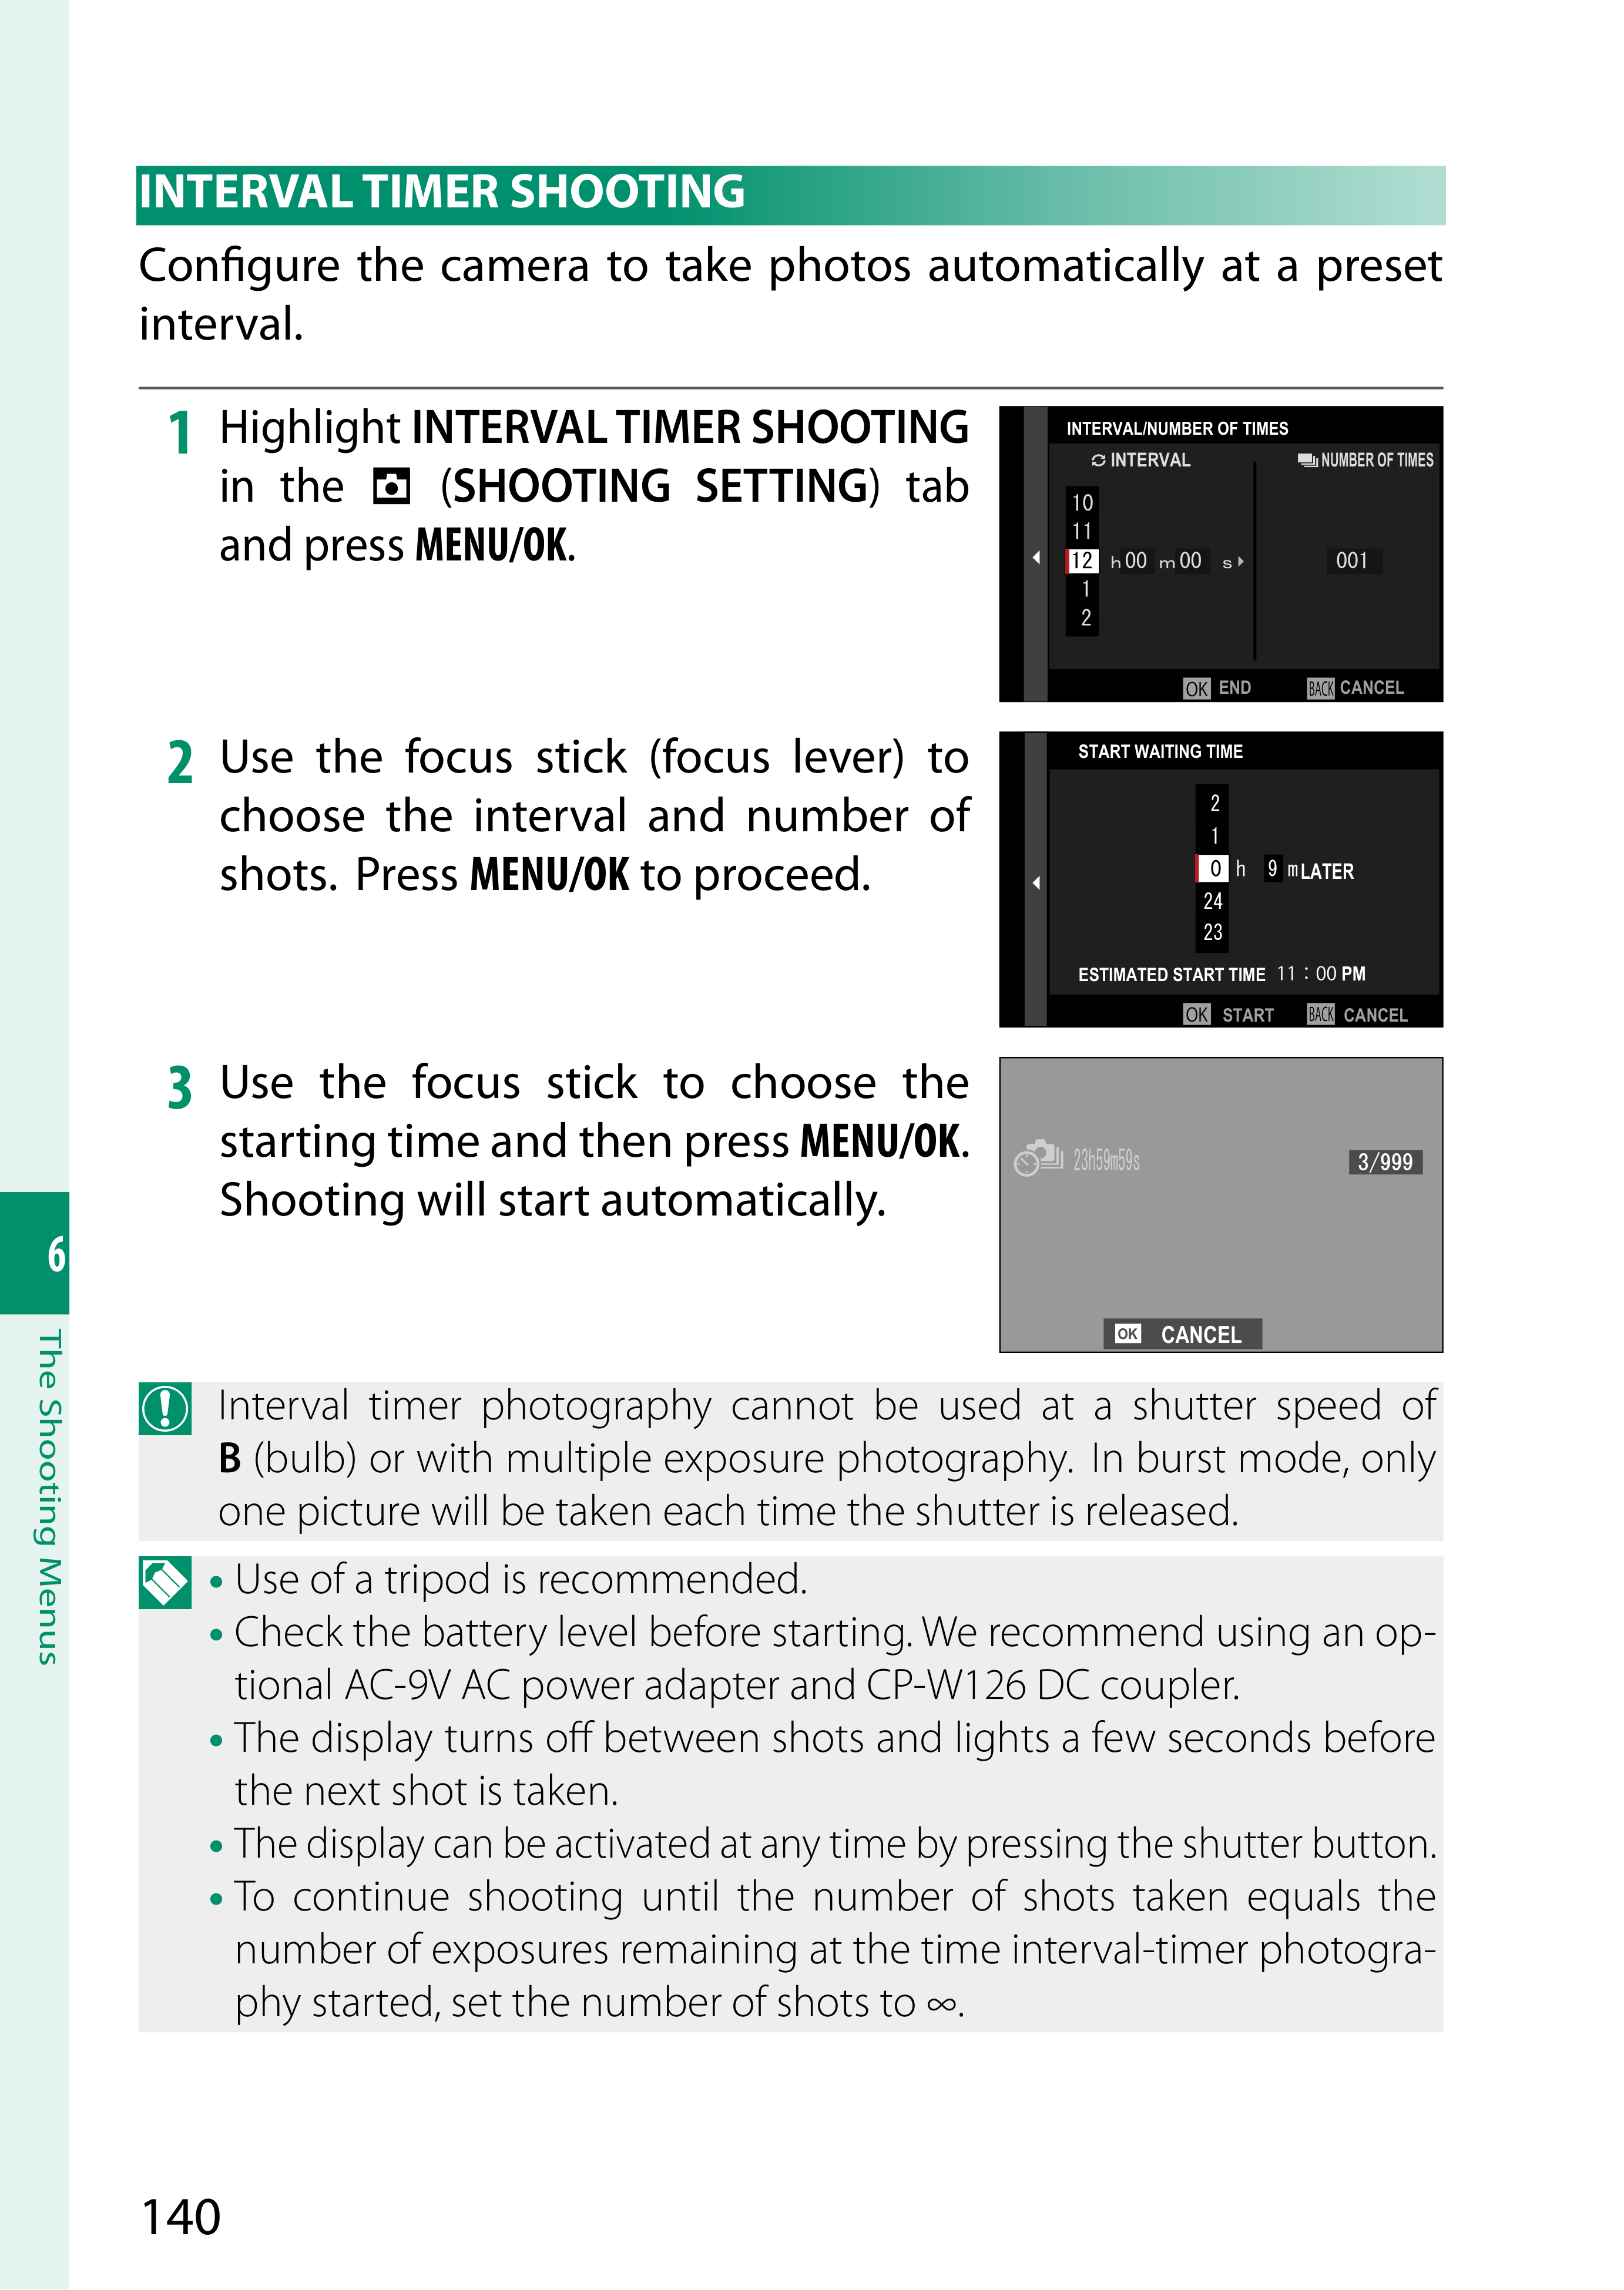 INTERVAL TIMER SHOOTING
Configure the camera to take photos automatically at a preset
interval.
1 Highlight INTERVAL TIMER SHOOTING
in the (SHOOTING SETTING) tab
and press MENU/OK.
INTERVAL/NUMBER OF TIMES
INTERVAL NUMBER OF TIMES
10
11
12 h 00 m 00 s 001
1
2
OK END BACK CANCEL
2 Use the focus stick (focus lever) to
choose the interval and number of
shots. Press MENU/OK to proceed.
START WAITING TIME
2
1
0 h 9 m LATER
24
23
ESTIMATED START TIME 11 : 00 PM
OK START BACK CANCEL
3 Use the focus stick to choose the
starting time and then press MENU/OK.
Shooting will start automatically.
23h59m59s 3/999
OK CANCEL
Interval timer photography cannot be used at a shutter speed of
B (bulb) or with multiple exposure photography. In burst mode, only
one picture will be taken each time the shutter is released.
• Use of a tripod is recommended.
• Check the battery level before starting. We recommend using an op-
tional AC-9V AC power adapter and CP-W126 DC coupler.
• The display turns off between shots and lights a few seconds before
the next shot is taken.
• The display can be activated at any time by pressing the shutter button.
• To continue shooting until the number of shots taken equals the
number of exposures remaining at the time interval-timer photogra-
phy started, set the number of shots to ∞.
6
The Shooting Menus
140